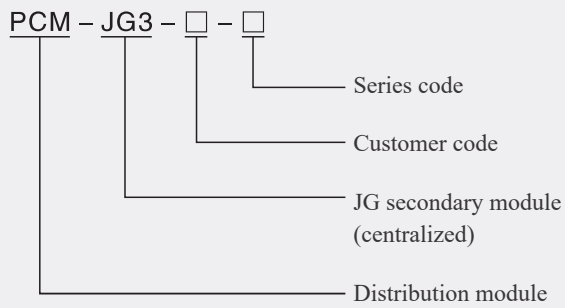 PCM – JG3 – □ – □
Series code
Customer code
JG secondary module
(centralized)
Distribution module